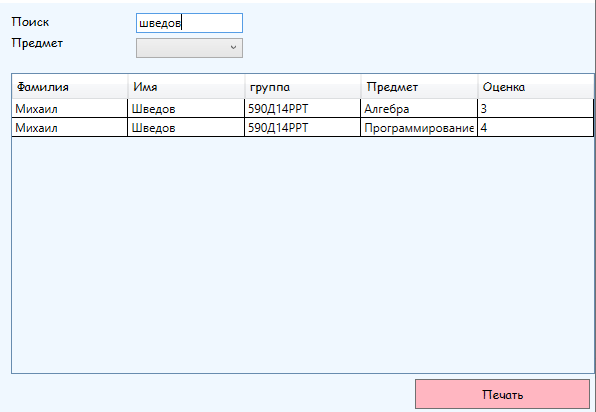 Поиск шведов
Предмет
Фамилия Имя группа Предмет Оценка
Михаил Шведов 590Д14РРТ Алгебра 3
Михаил Шведов 590Д14РРТ Программирование 4
Печать